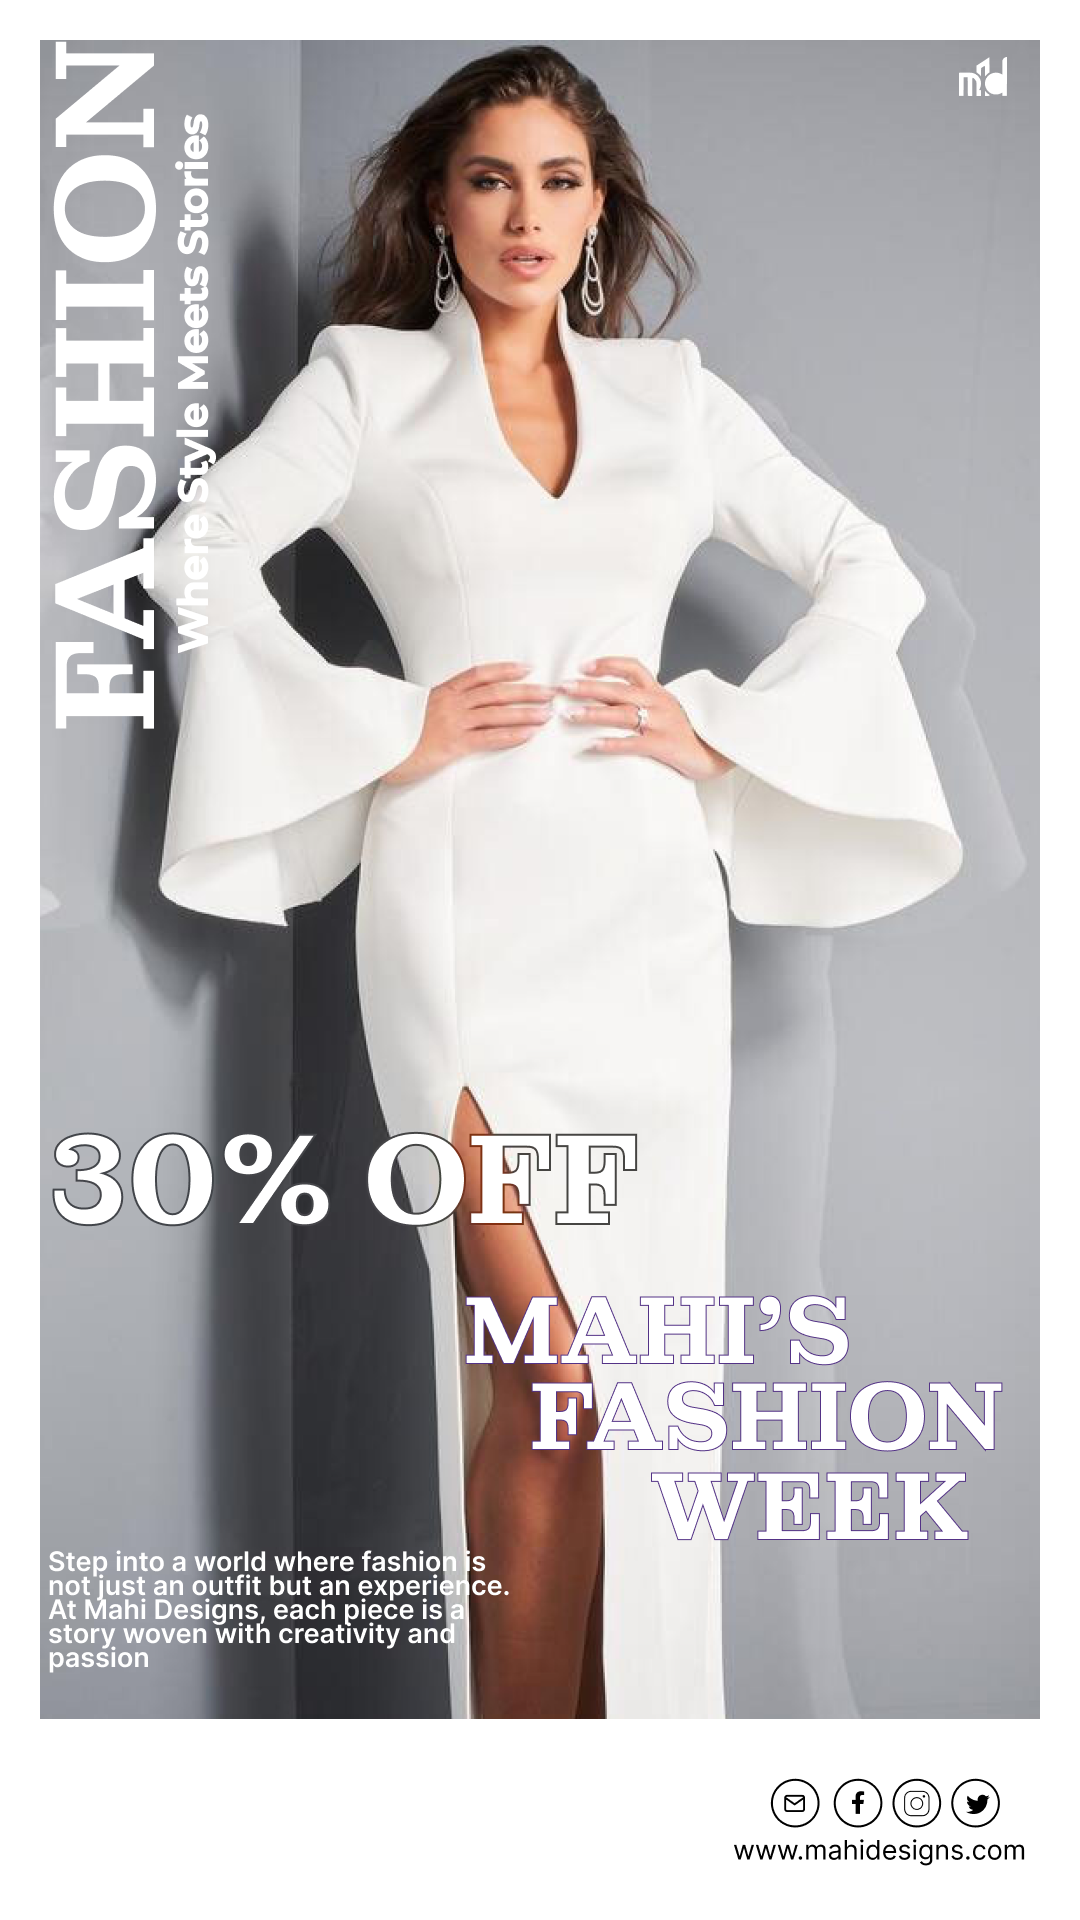 FASHION
Where Style Meets Stories
md
30% OFF
MAHI’S
FASHION
WEEK
Step into a world where fashion is
not just an outfit but an experience.
At Mahi Designs, each piece is a
story woven with creativity and
passion
www.mahidesigns.com